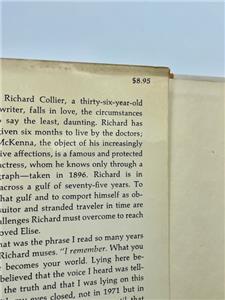 $8.95
Richard Collier, a thirty-six-year-old
writer, falls in love, the circumstances
say the least, daunting. Richard has
given six months to live by the doctors;
McKenna, the object of his increasingly
ive affections, is a famous and protected
actress, whom he knows only through a
graph—taken in 1896. Richard is in
across a gulf of seventy-five years. To
that gulf and to comport himself as ob-
suitor and stranded traveler in time are
hallenges Richard must overcome to reach
oved Elise.
hat was the phrase I read so many years
Richard muses. "I remember. What you
e becomes your world. Lying here be-
believed that the voice I heard was tell-
the truth and that I was lying on this
my eyes closed, not in 1971 but in